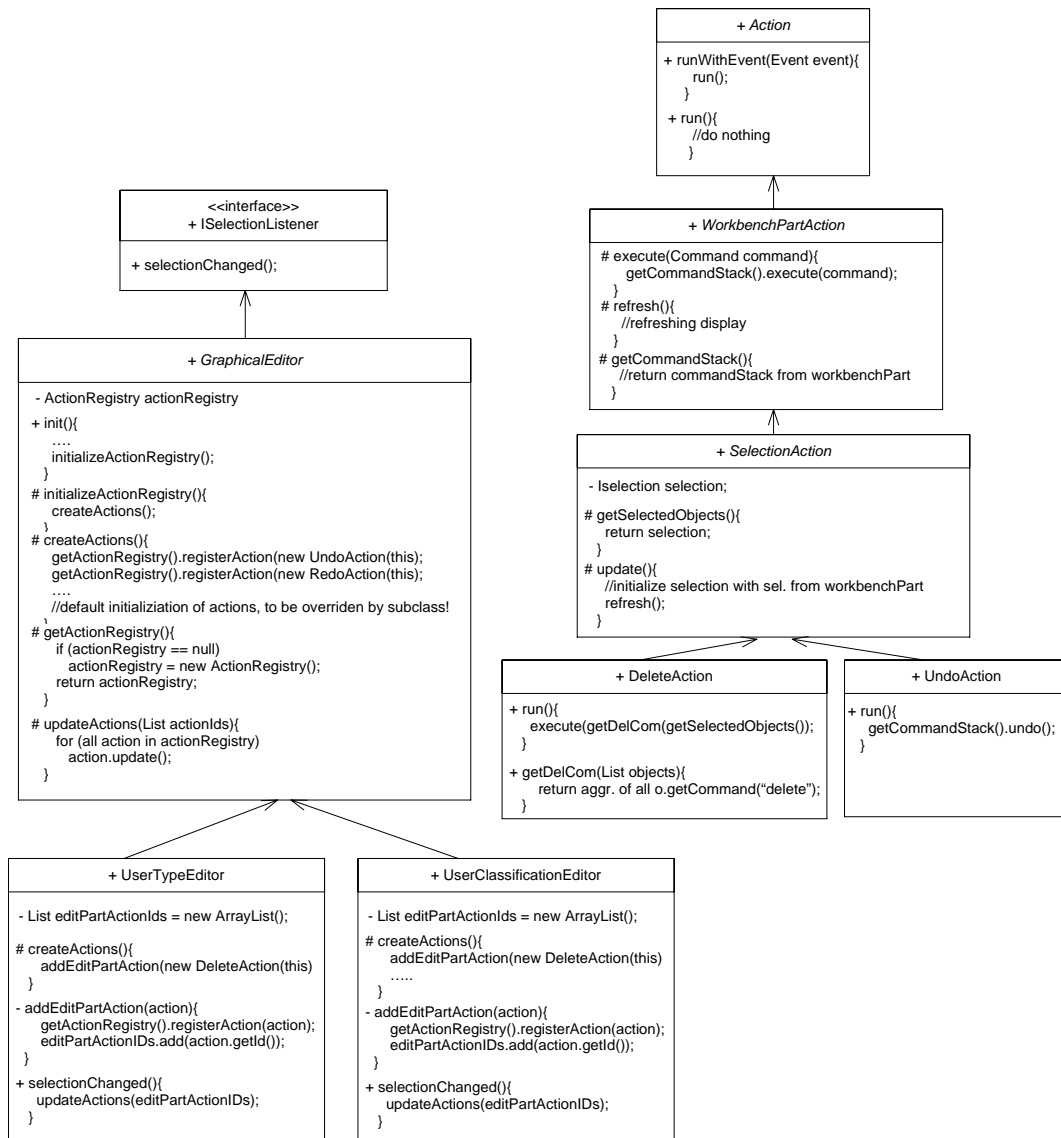 + Action
+ runWithEvent(Event event){
run();
}
+ run(){
//do nothing
}
<<interface>>
+ ISelectionListener
+ selectionChanged();
+ WorkbenchPartAction
# execute(Command command){
getCommandStack().execute(command);
}
# refresh(){
//refreshing display
}
# getCommandStack(){
//return commandStack from workbenchPart
}
+ GraphicalEditor
- ActionRegistry actionRegistry
+ init(){
....
initializeActionRegistry();
}
# initializeActionRegistry(){
createActions();
}
# createActions(){
getActionRegistry().registerAction(new UndoAction(this);
getActionRegistry().registerAction(new RedoAction(this);
....
//default initializiation of actions, to be overriden by subclass!
}
# getActionRegistry(){
if (actionRegistry == null)
actionRegistry = new ActionRegistry();
return actionRegistry;
}
# updateActions(List actionIds){
for (all action in actionRegistry)
action.update();
}
+ SelectionAction
- Iselection selection;
# getSelectedObjects(){
return selection;
}
# update(){
//initialize selection with sel. from workbenchPart
refresh();
}
+ DeleteAction
+ run(){
execute(getDelCom(getSelectedObjects());
}
+ getDelCom(List objects){
return aggr. of all o.getCommand(“delete”);
}
+ UndoAction
+ run(){
getCommandStack().undo();
}
+ UserTypeEditor
- List editPartActionIds = new ArrayList();
# createActions(){
addEditPartAction(new DeleteAction(this)
}
- addEditPartAction(action){
getActionRegistry().registerAction(action);
editPartActionIDs.add(action.getId());
}
+ selectionChanged(){
updateActions(editPartActionIDs);
}
+ UserClassificationEditor
- List editPartActionIds = new ArrayList();
# createActions(){
addEditPartAction(new DeleteAction(this)
.....
}
- addEditPartAction(action){
getActionRegistry().registerAction(action);
editPartActionIDs.add(action.getId());
}
+ selectionChanged(){
updateActions(editPartActionIDs);
}